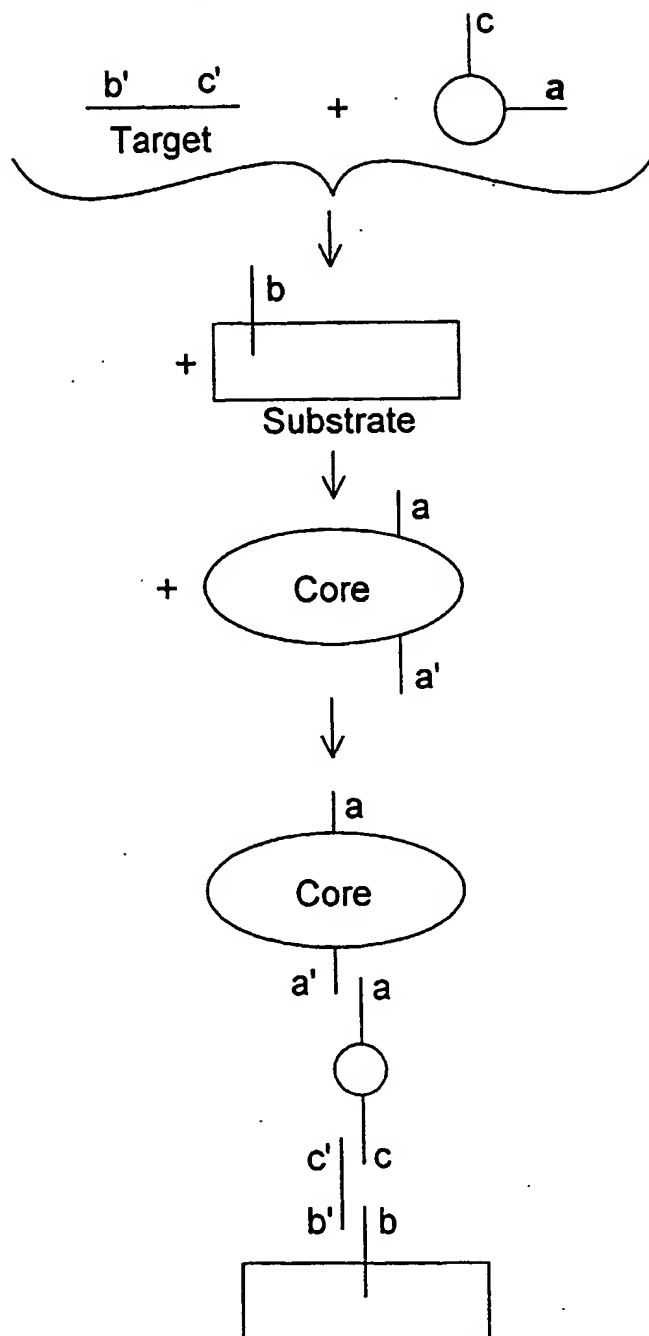 c
b' c' + a
Target
b
+
Substrate
a
+ Core
a'
a
Core
a' a
c' c
b' b